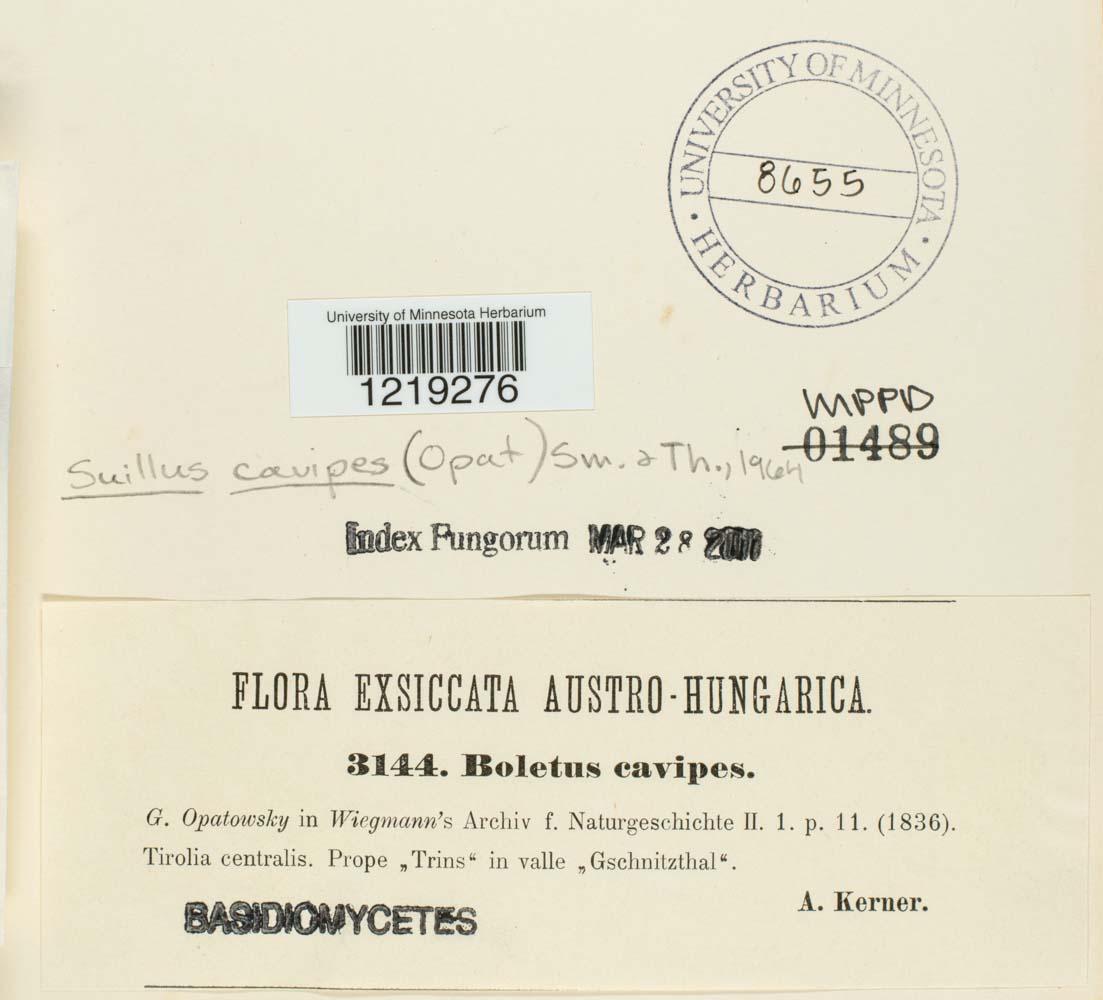 UNIVERSITY OF MINNESOTA
8655
· HERBARIUM ·
University of Minnesota Herbarium
1219276
MPPD
01489
Suillus cavipes (Opat) Sm. & Th., 1964
Index Fungorum MAR 28
FLORA EXSICCATA AUSTRO-HUNGARICA.
3144. Boletus cavipes.
G. Opatowsky in Wiegmann's Archiv f. Naturgeschichte II. 1. p. 11. (1836).
Tirolia centralis. Prope „Trins“ in valle „Gschnitzthal“.
A. Kerner.
BASIDIOMYCETES